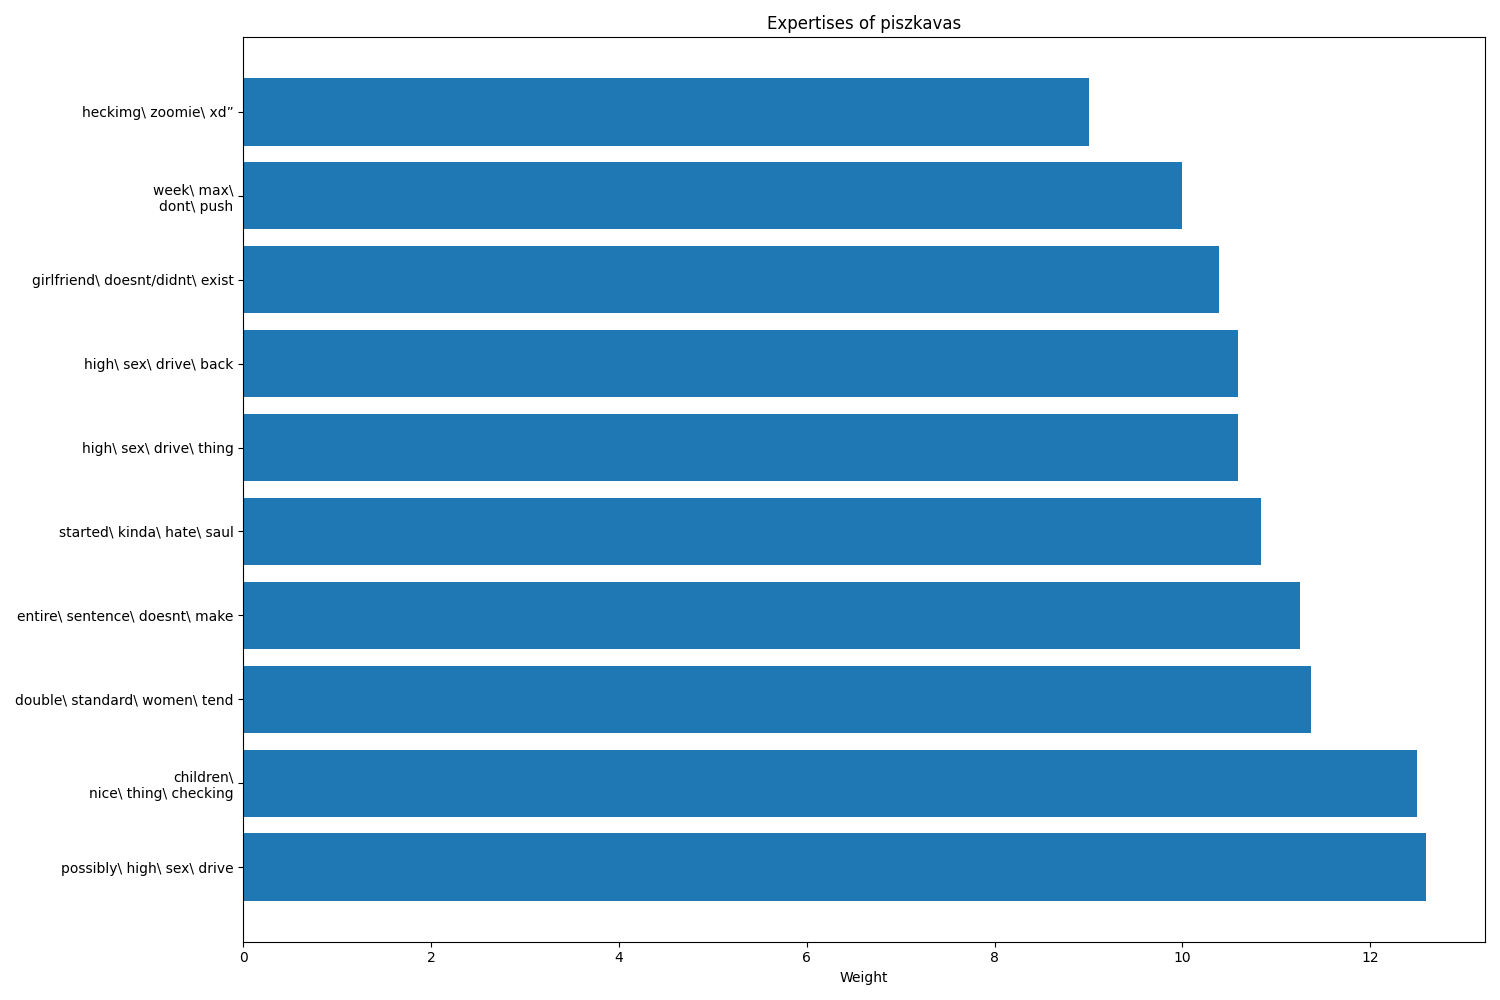 Expertises of piszkavas
heckimg\ zoomie\ xd”
week\ max\
dont\ push
girlfriend\ doesnt/didnt\ exist
high\ sex\ drive\ back
high\ sex\ drive\ thing
started\ kinda\ hate\ saul
entire\ sentence\ doesnt\ make
double\ standard\ women\ tend
children\
nice\ thing\ checking
possibly\ high\ sex\ drive
0 2 4 6 8 10 12
Weight